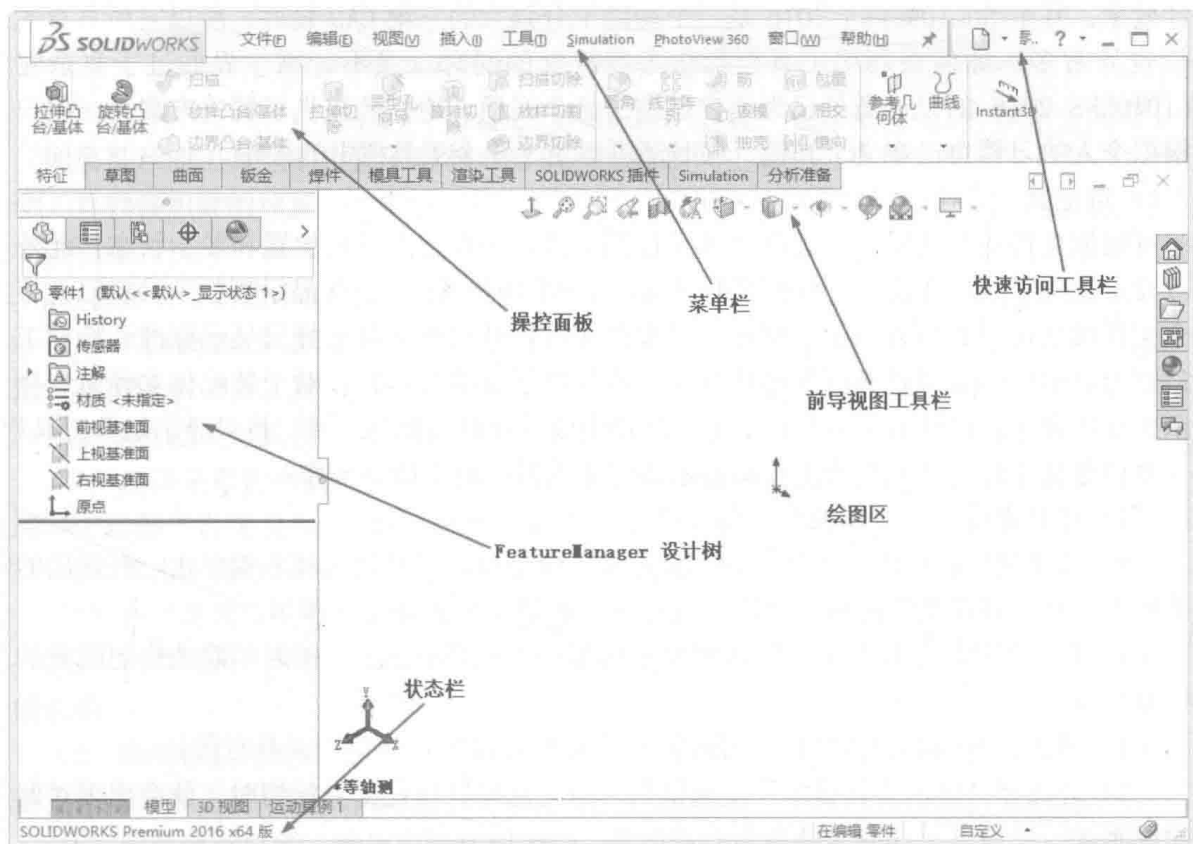 DS SOLIDWORKS 文件(F) 编辑(E) 视图(V) 插入(I) 工具(T) Simulation PhotoView 360 窗口(W) 帮助(H) ?
拉伸凸台/基体
旋转凸台/基体
扫描
放样凸台/基体
边界凸台/基体
拉伸切除
旋转切除
扫描切除
放样切割
边界切除
圆角
线性阵列
筋
拔模
抽壳
包覆
相交
镜向
参考几何体
曲线
Instant3D
特征 草图 曲面 钣金 焊件 模具工具 渲染工具 SOLIDWORKS 插件 Simulation 分析准备
零件1 (默认<<默认>_显示状态 1>)
History
传感器
注解
材质 <未指定>
前视基准面
上视基准面
右视基准面
原点
操控面板
菜单栏
快速访问工具栏
前导视图工具栏
绘图区
FeatureManager 设计树
状态栏
Y
Z
X
*等轴测
模型 3D 视图 运动算例 1
SOLIDWORKS Premium 2016 x64 版
在编辑 零件
自定义